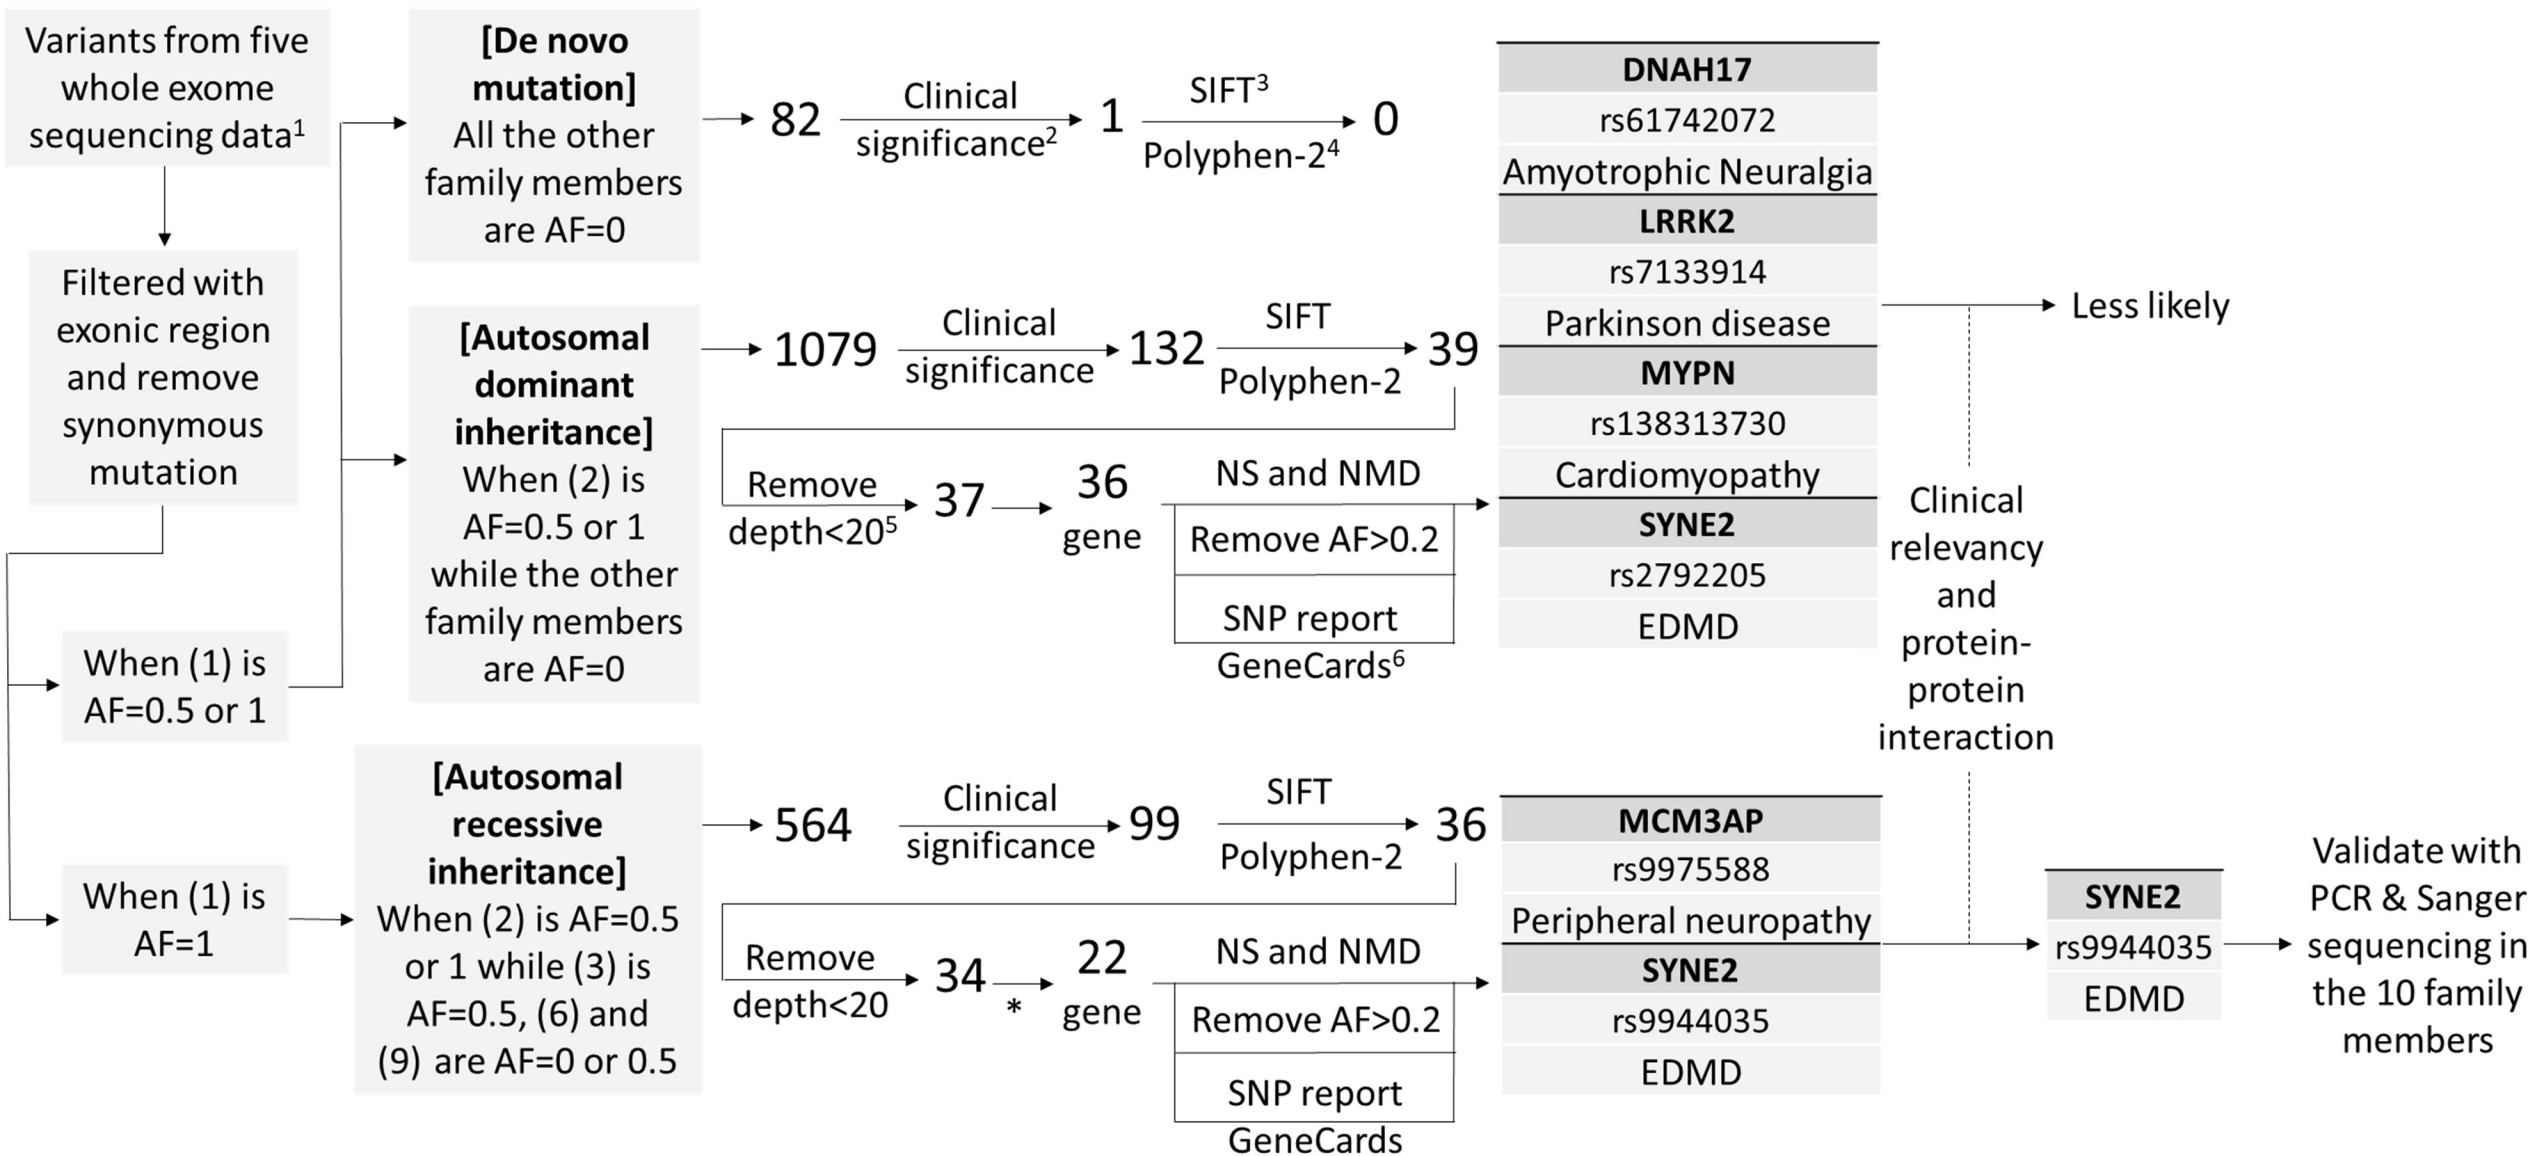 Variants from five
whole exome
sequencing data1
Filtered with
exonic region
and remove
synonymous
mutation
When (1) is
AF=0.5 or 1
When (1) is
AF=1
[De novo
mutation]
All the other
family members
are AF=0
82
Clinical
significance2
1
SIFT3
Polyphen-24
0
[Autosomal
dominant
inheritance]
When (2) is
AF=0.5 or 1
while the other
family members
are AF=0
1079
Clinical
significance
132
SIFT
Polyphen-2
39
Remove
depth<205
37
36
gene
NS and NMD
Remove AF>0.2
SNP report
GeneCards6
[Autosomal
recessive
inheritance]
When (2) is AF=0.5
or 1 while (3) is
AF=0.5, (6) and
(9) are AF=0 or 0.5
564
Clinical
significance
99
SIFT
Polyphen-2
36
Remove
depth<20
34
*
22
gene
NS and NMD
Remove AF>0.2
SNP report
GeneCards
DNAH17
rs61742072
Amyotrophic Neuralgia
LRRK2
rs7133914
Parkinson disease
MYPN
rs138313730
Cardiomyopathy
SYNE2
rs2792205
EDMD
MCM3AP
rs9975588
Peripheral neuropathy
SYNE2
rs9944035
EDMD
Less likely
Clinical
relevancy
and
protein-
protein
interaction
SYNE2
rs9944035
EDMD
Validate with
PCR & Sanger
sequencing in
the 10 family
members